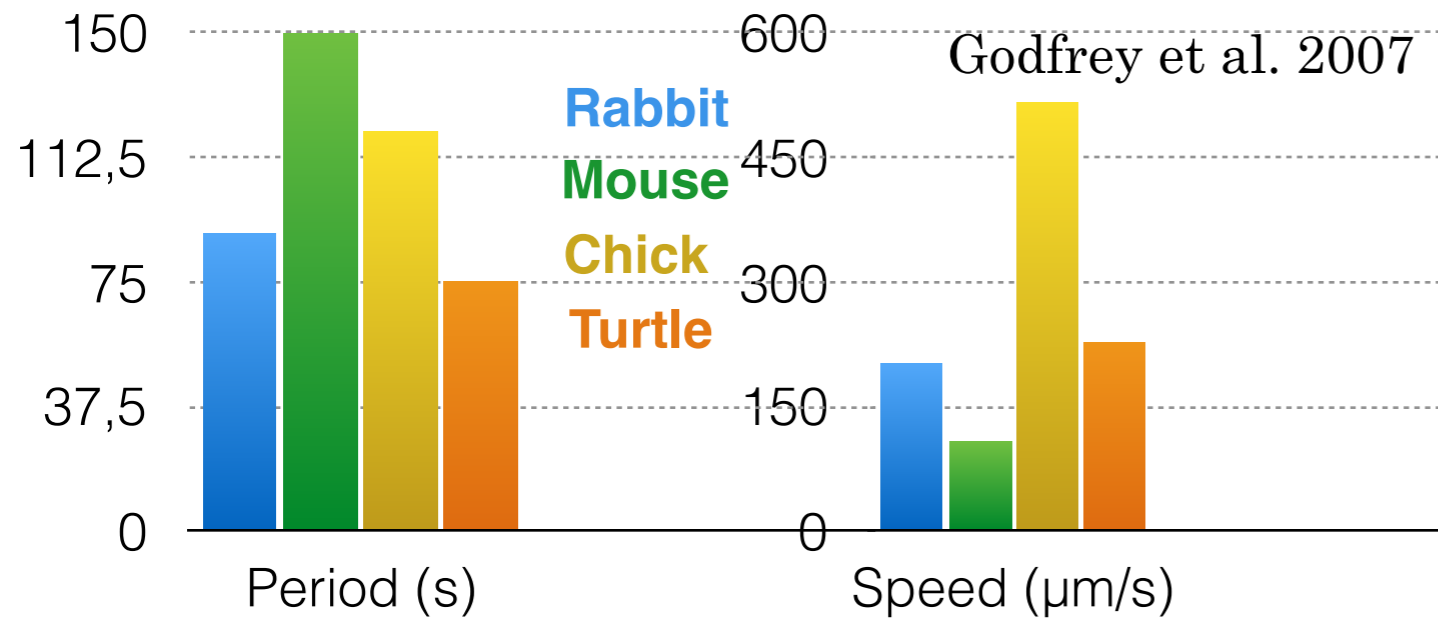 150
112,5
75
37,5
0
Period (s)
Rabbit
Mouse
Chick
Turtle
600
450
300
150
0
Speed (μm/s)
Godfrey et al. 2007